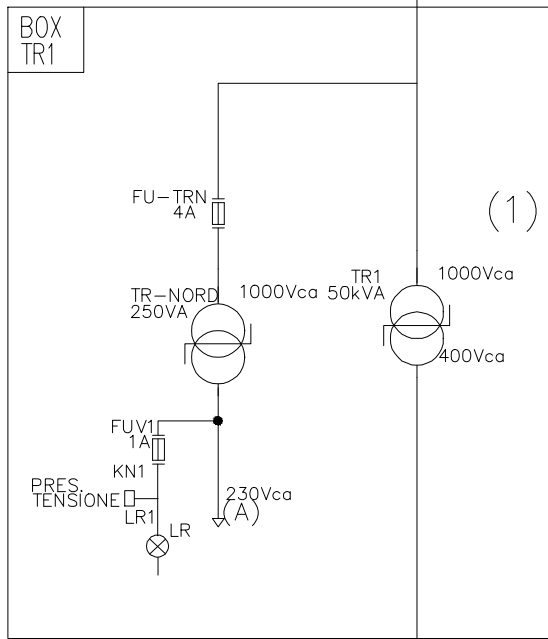 BOX
TR1
FU-TRN
4A
(1)
TR-NORD
250VA
1000Vca
TR1
50kVA
1000Vca
400Vca
FUV1
1A
KN1
PRES.
TENSIONE
LR1
LR
230Vca
(A)